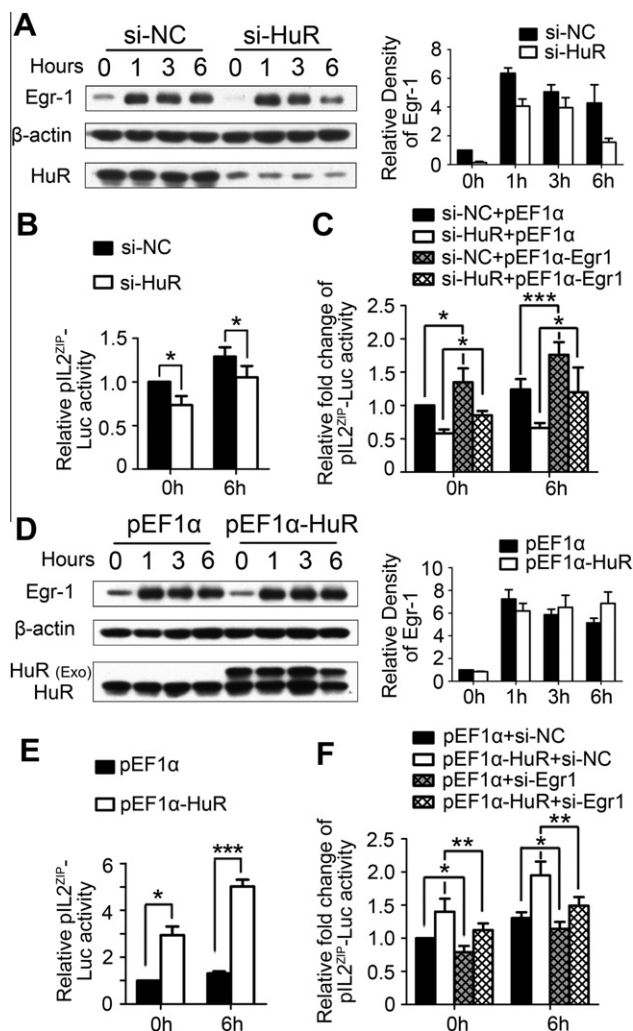 A
si-NC si-HuR
Hours 0 1 3 6 0 1 3 6
Egr-1
β-actin
HuR
si-NC
si-HuR
Relative Density
of Egr-1
8
6
4
2
0
0h 1h 3h 6h
B
si-NC
si-HuR
Relative pIL2ZIP-
Luc activity
1.5
1.0
0
* *
0h 6h
C
si-NC+pEF1α
si-HuR+pEF1α
si-NC+pEF1α-Egr1
si-HuR+pEF1α-Egr1
Relative fold change of
pIL2ZIP-Luc activity
2.5
2.0
1.5
1.0
0.5
0.0
* * *** *
0h 6h
D
pEF1α pEF1α-HuR
Hours 0 1 3 6 0 1 3 6
Egr-1
β-actin
HuR (Exo)
HuR
pEF1α
pEF1α-HuR
Relative Density
of Egr-1
10
8
6
4
2
0
0h 1h 3h 6h
E
pEF1α
pEF1α-HuR
Relative pIL2ZIP-
Luc activity
6
4
2
0
* ***
0h 6h
F
pEF1α+si-NC
pEF1α-HuR+si-NC
pEF1α+si-Egr1
pEF1α-HuR+si-Egr1
Relative fold change of
pIL2ZIP-Luc activity
2.5
2.0
1.5
1.0
0.5
0.0
* ** * **
0h 6h